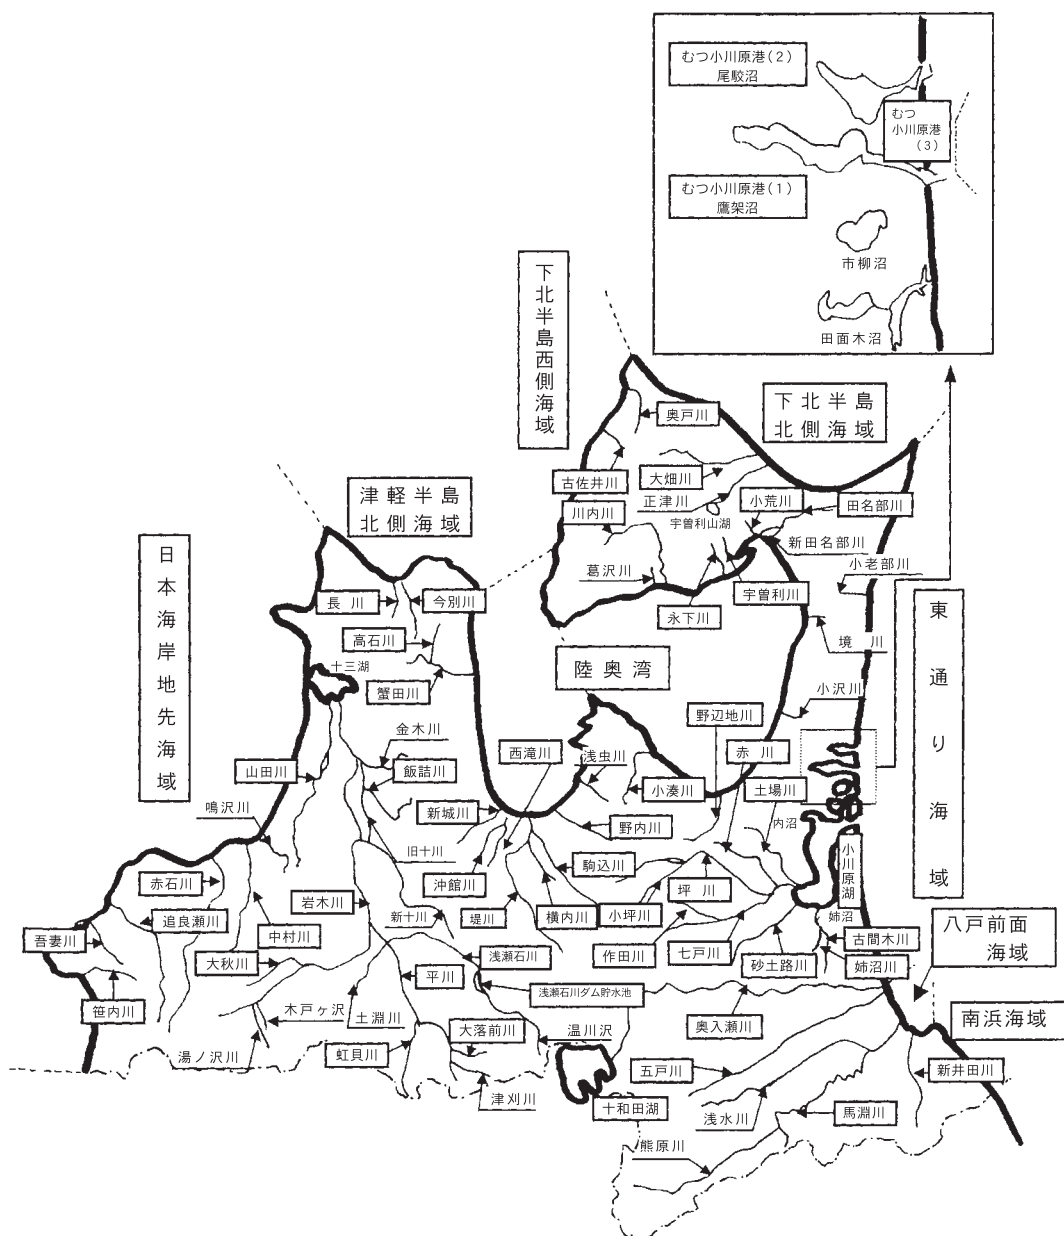 むつ小川原港(2)
尾駮沼
むつ
小川原港
(3)
むつ小川原港(1)
鷹架沼
市柳沼
田面木沼
下北半島西側海域
下北半島
北側海域
奥戸川
古佐井川
大畑川
正津川
小荒川
田名部川
川内川
宇曽利山湖
新田名部川
小老部川
葛沢川
宇曽利川
永下川
境川
津軽半島
北側海域
日本海岸地先海域
長川
今別川
高石川
十三湖
蟹田川
陸奥湾
東通り海域
小沢川
野辺地川
金木川
西滝川
浅虫川
赤川
山田川
飯詰川
小湊川
土場川
鳴沢川
新城川
野内川
内沼
旧十川
小川原湖
赤石川
沖館川
駒込川
坪川
岩木川
新十川
堤川
横内川
小坪川
姉沼
追良瀬川
吾妻川
中村川
古間木川
八戸前面
海域
大秋川
浅瀬石川
作田川
七戸川
砂土路川
姉沼川
平川
浅瀬石川ダム貯水池
笹内川
木戸ヶ沢
土淵川
奥入瀬川
南浜海域
大落前川
温川沢
湯ノ沢川
虹貝川
五戸川
新井田川
津刈川
十和田湖
浅水川
馬淵川
熊原川